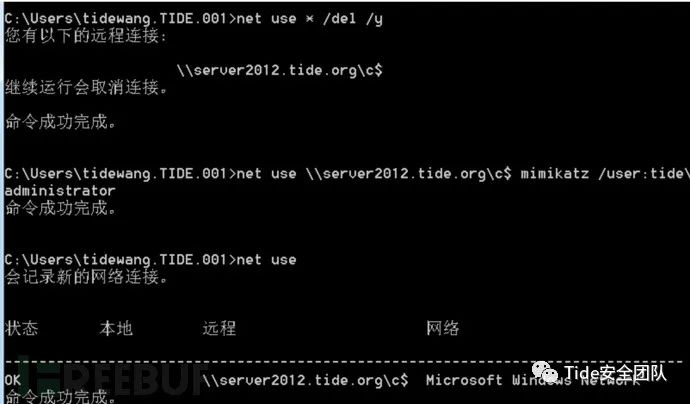 C:\Users\tidewang.TIDE.001>net use * /del /y
您有以下的远程连接:
\\server2012.tide.org\c$
继续运行会取消连接。
命令成功完成。
C:\Users\tidewang.TIDE.001>net use \\server2012.tide.org\c$ mimikatz /user:tide\
administrator
命令成功完成。
C:\Users\tidewang.TIDE.001>net use
会记录新的网络连接。
状态 本地 远程 网络
-------------------------------------------------------------------------------
OK \\server2012.tide.org\c$ Microsoft Windows Network
命令成功完成。
FREEBUF
Tide安全团队